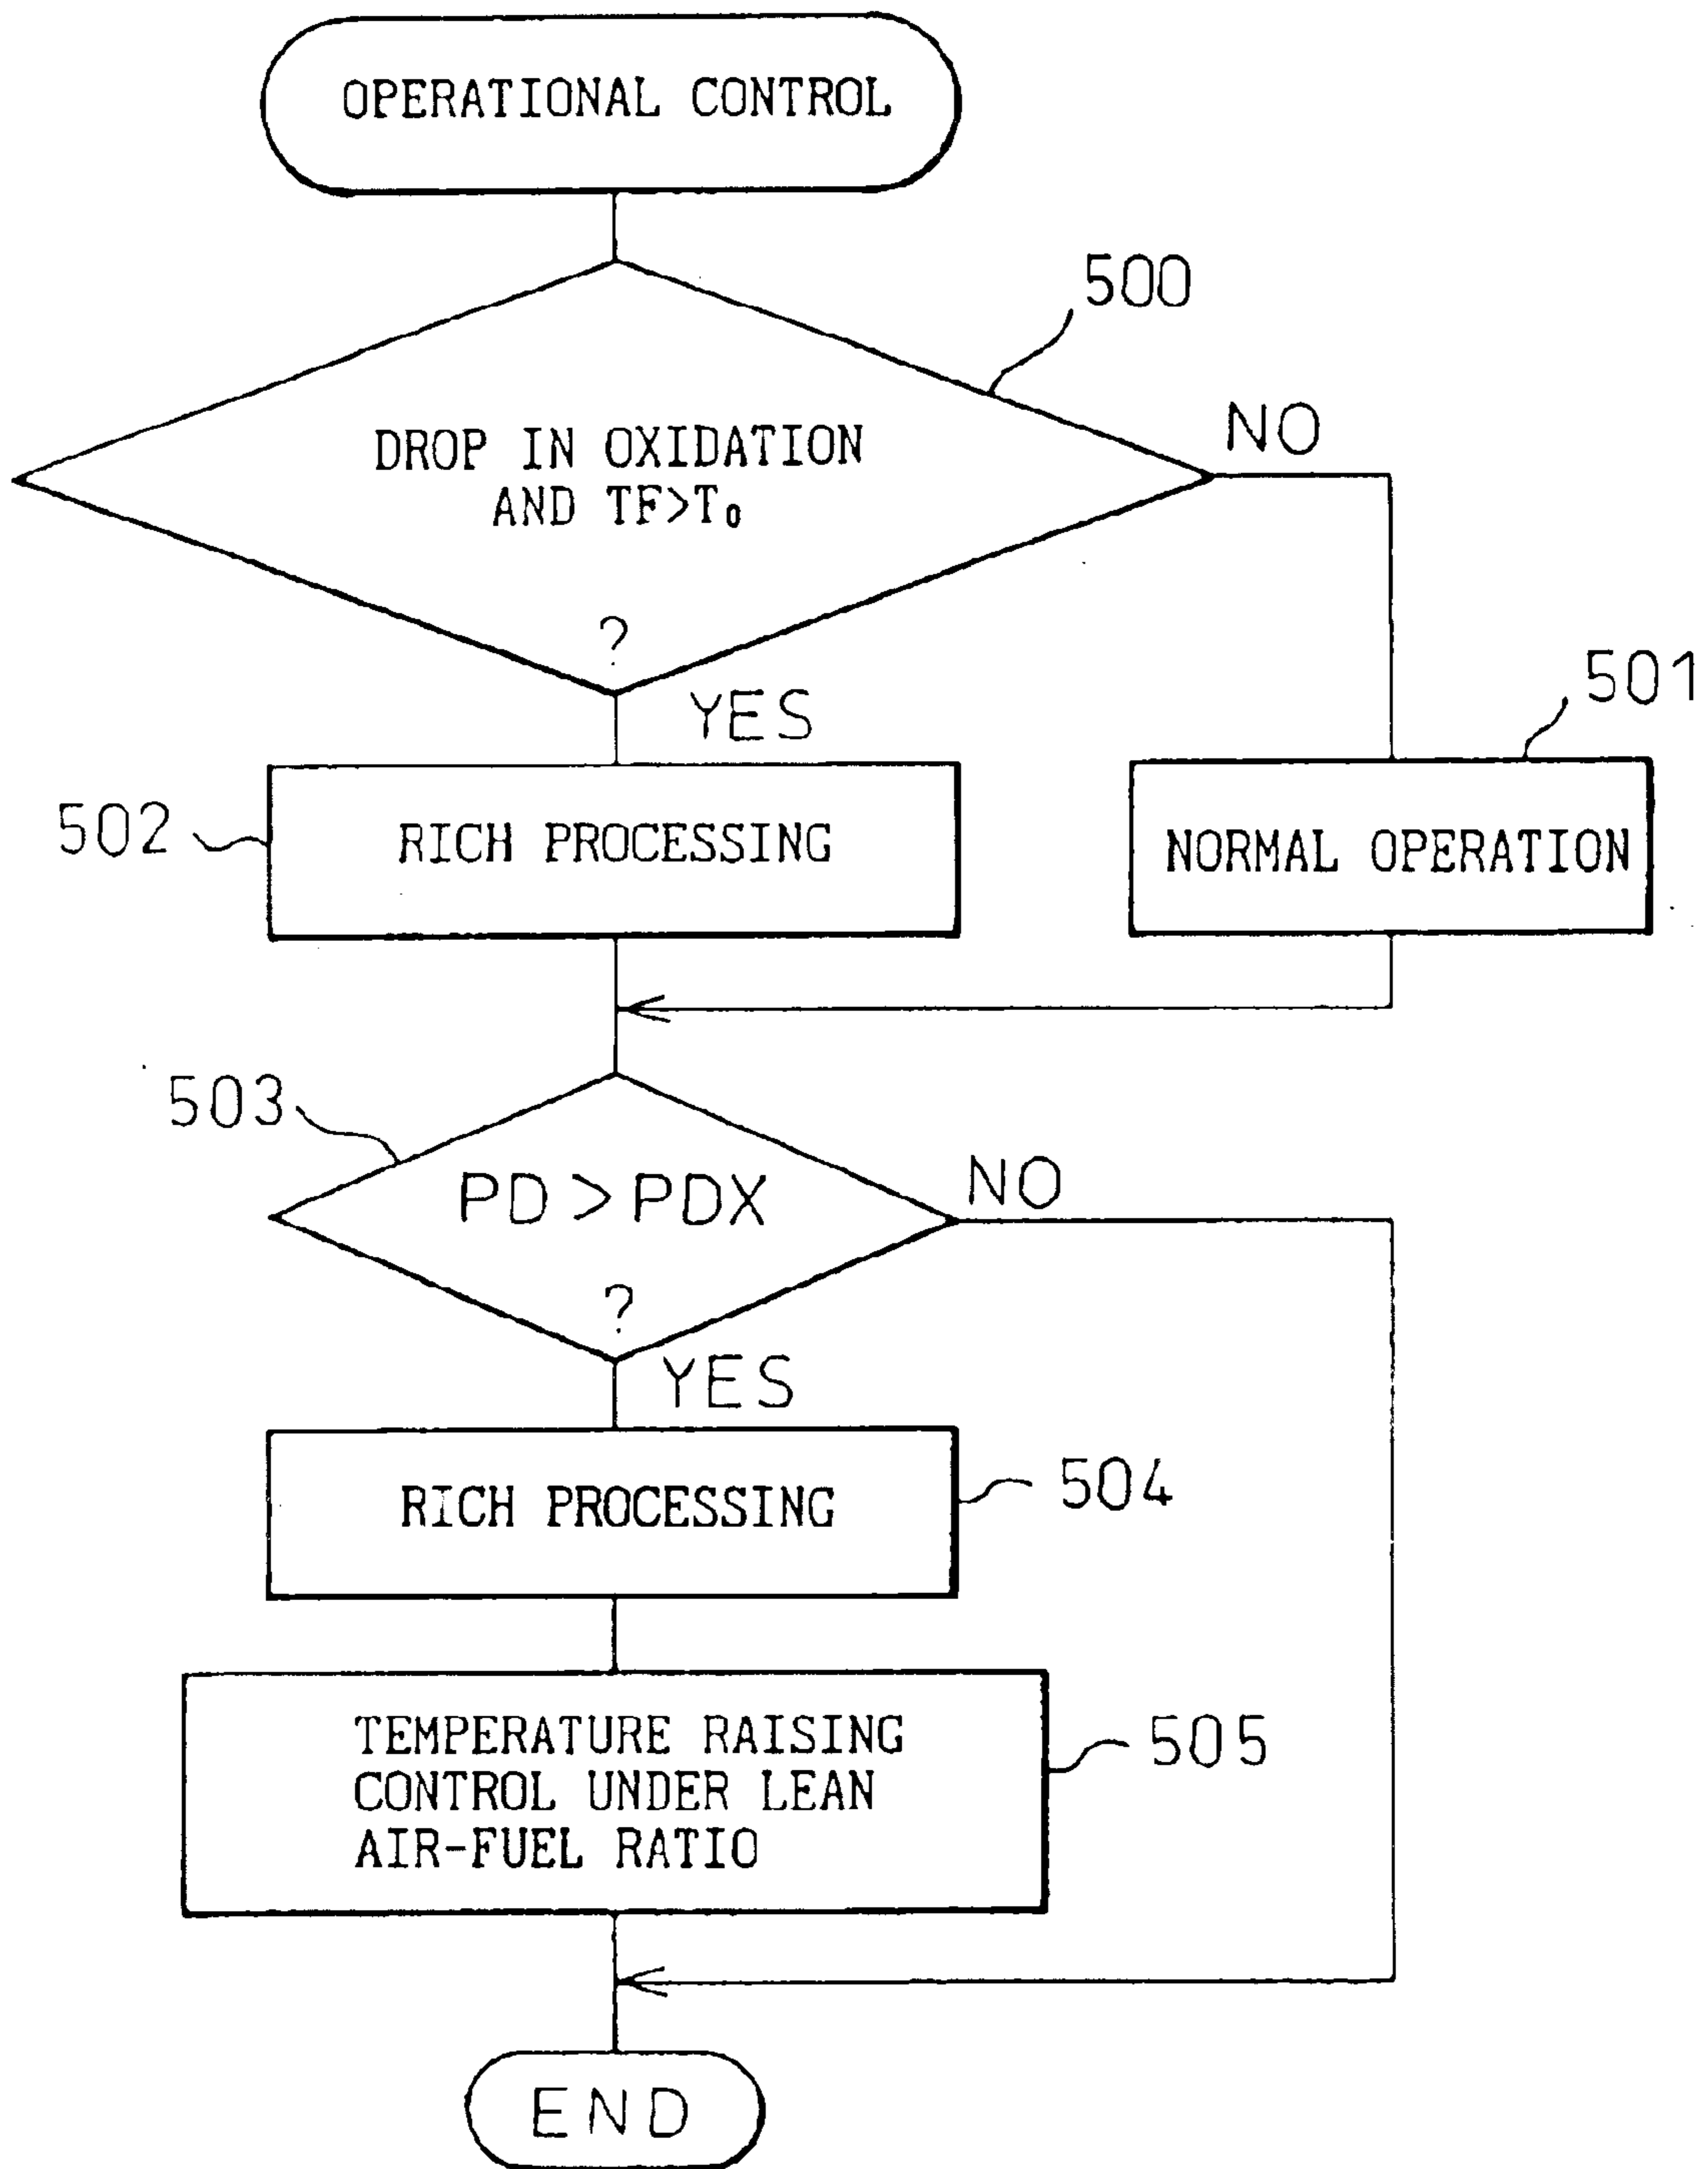 OPERATIONAL CONTROL
500
DROP IN OXIDATION
AND TF>T₀
?
NO
YES
501
502
RICH PROCESSING
NORMAL OPERATION
503
PD > PDX
?
NO
YES
RICH PROCESSING
504
TEMPERATURE RAISING
CONTROL UNDER LEAN
AIR-FUEL RATIO
505
END